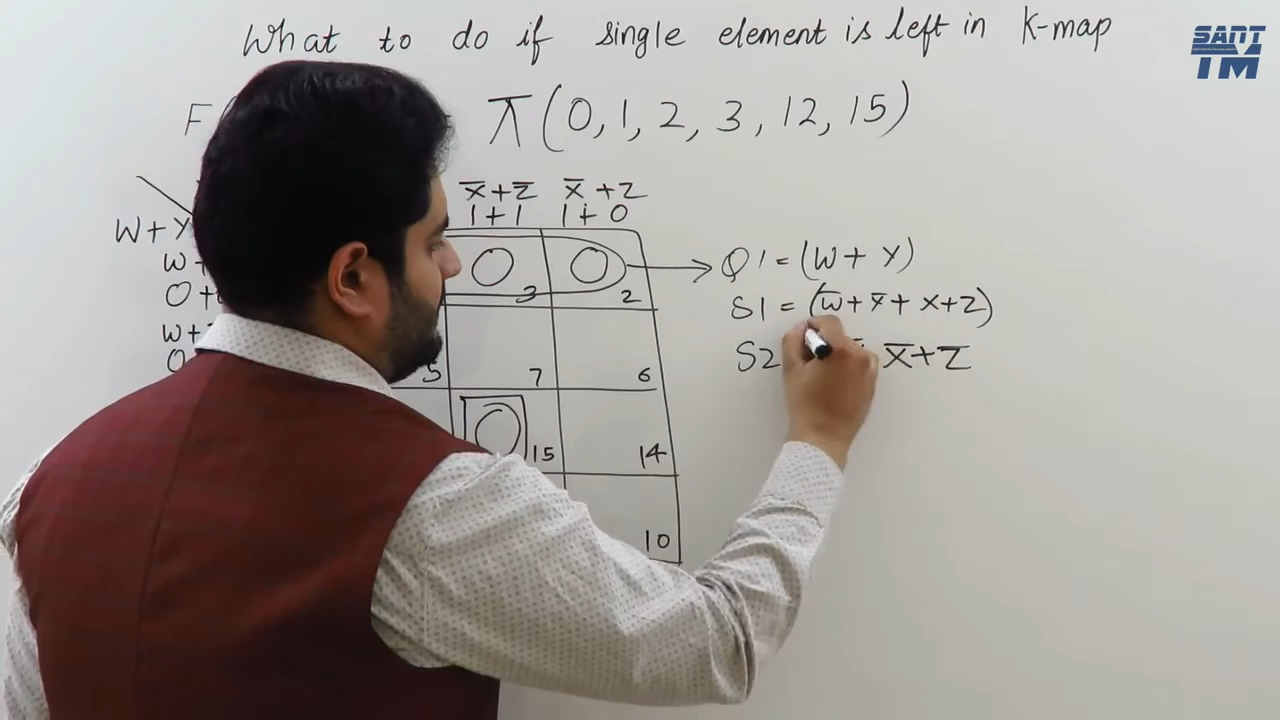 What to do if single element is left in K-map
SANT
TM
F π(0, 1, 2, 3, 12, 15)
X̅+Z̅ X̅+Z
W+Y 1+1 1+0
W+
0+ 3 2
Q1 = (W + Y)
S1 = (W̅ + Y̅ + X+Z)
W+
0 5 7 6
S2 X̅+Z̅
15 14
10